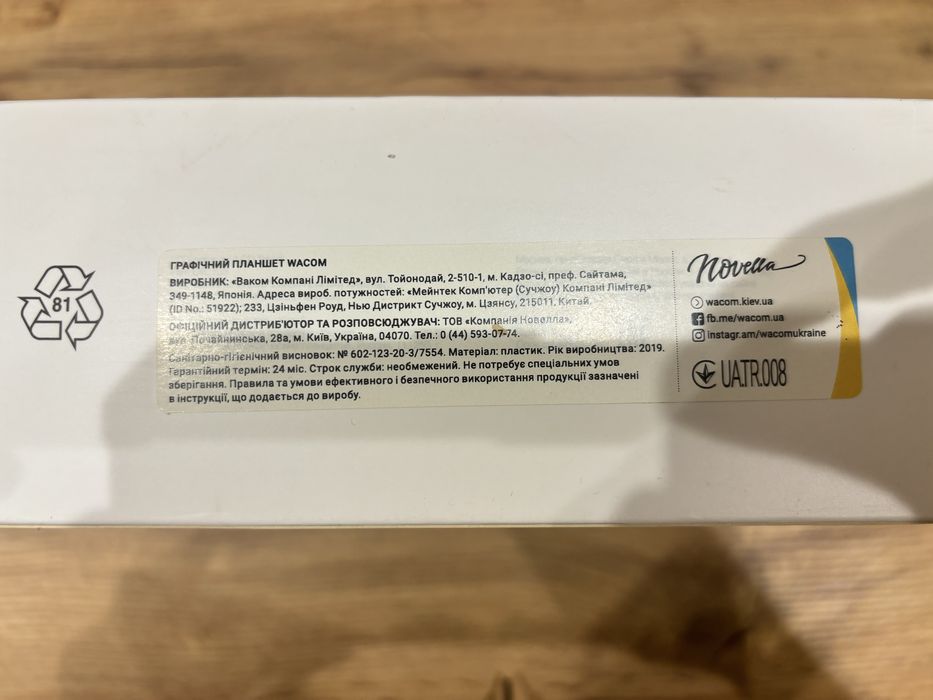 81
ГРАФІЧНИЙ ПЛАНШЕТ WACOM
ВИРОБНИК: «Ваком Компані Лімітед», вул. Тойонодай, 2-510-1, м. Кадзо-сі, преф. Сайтама,
349-1148, Японія. Адреса вироб. потужностей: «Мейнтек Комп'ютер (Сучжоу) Компані Лімітед»
(ID No.: 51922); 233, Цзіньфен Роуд, Нью Дистрикт Сучжоу, м. Цзянсу, 215011, Китай.
ОФІЦІЙНИЙ ДИСТРИБ'ЮТОР ТА РОЗПОВСЮДЖУВАЧ: ТОВ «Компанія Новелла»,
вул. Почайнинська, 28а, м. Київ, Україна, 04070. Тел.: 0 (44) 593-07-74.
Санітарно-гігієнічний висновок: № 602-123-20-3/7554. Матеріал: пластик. Рік виробництва: 2019.
Гарантійний термін: 24 міс. Строк служби: необмежений. Не потребує спеціальних умов
зберігання. Правила та умови ефективного і безпечного використання продукції зазначені
в інструкції, що додається до виробу.
Novella
wacom.kiev.ua
fb.me/wacom.ua
instagr.am/wacomukraine
UA.TR.008